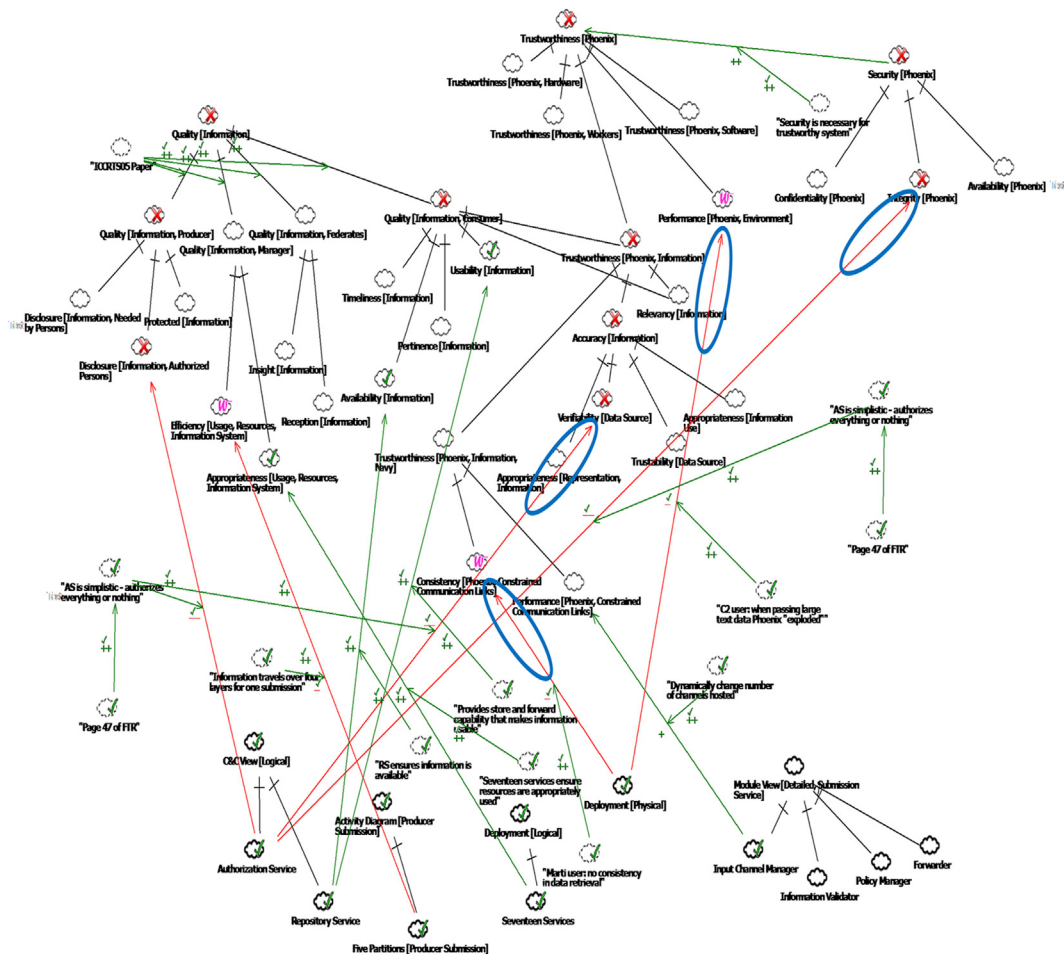 Trustworthiness [Phoenix]
Security [Phoenix]
Trustworthiness [Phoenix, Hardware]
"Security is necessary for
trustworthy system"
Trustworthiness [Phoenix, Workers]
Trustworthiness [Phoenix, Software]
Quality [Information]
"ICCRTS05 Paper"
Confidentiality [Phoenix]
Integrity [Phoenix]
Availability [Phoenix]
Quality [Information, Producer]
Quality [Information, Manager]
Quality [Information, Federates]
Quality [Information, Consumer]
Performance [Phoenix, Environment]
Usability [Information]
Trustworthiness [Phoenix, Information]
Timeliness [Information]
Relevancy [Information]
Disclosure [Information, Needed
by Persons]
Protected [Information]
Pertinence [Information]
Accuracy [Information]
Disclosure [Information, Authorized
Persons]
Insight [Information]
Availability [Information]
Efficiency [Usage, Resources,
Information System]
Reception [Information]
Verifiability [Data Source]
Appropriateness [Information
Use]
"AS is simplistic - authorizes
everything or nothing"
Trustworthiness [Phoenix, Information,
Navy]
Trustability [Data Source]
Appropriateness [Usage, Resources,
Information System]
Appropriateness [Representation,
Information]
"Page 47 of FTR"
Consistency [Phoenix, Constrained
Communication Links]
Performance [Phoenix, Constrained
Communication Links]
"AS is simplistic - authorizes
everything or nothing"
"C2 user: when passing large
text data Phoenix "exploded""
"Information travels over four
layers for one submission"
"Dynamically change number
of channels hosted"
"Page 47 of FTR"
"Provides store and forward
capability that makes information
usable"
C&C View [Logical]
"RS ensures information is
available"
"Seventeen services ensure
resources are appropriately
used"
Deployment [Physical]
Module View [Detailed, Submission
Service]
Activity Diagram [Producer
Submission]
Deployment [Logical]
Authorization Service
"Marti user: no consistency
in data retrieval"
Input Channel Manager
Forwarder
Policy Manager
Information Validator
Repository Service
Seventeen Services
Five Partitions [Producer Submission]